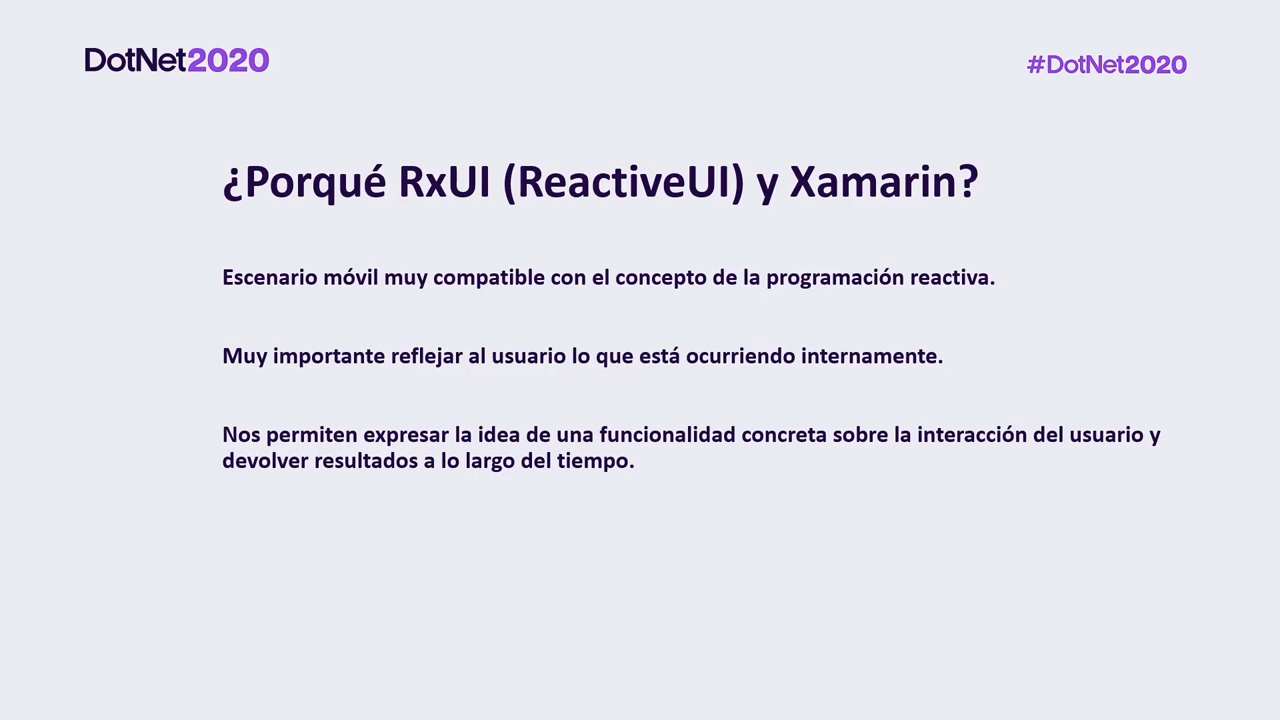 DotNet2020
#DotNet2020
¿Porqué RxUI (ReactiveUI) y Xamarin?
Escenario móvil muy compatible con el concepto de la programación reactiva.
Muy importante reflejar al usuario lo que está ocurriendo internamente.
Nos permiten expresar la idea de una funcionalidad concreta sobre la interacción del usuario y
devolver resultados a lo largo del tiempo.